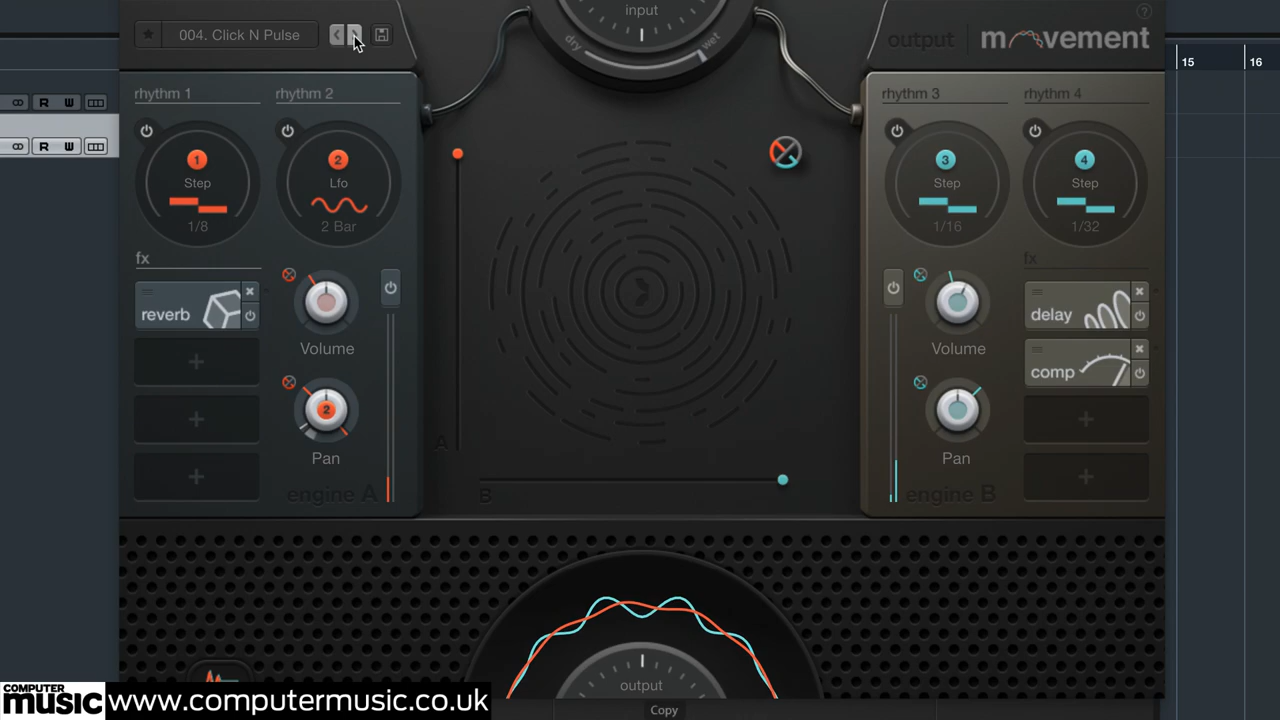 004. Click N Pulse
input
dry
wet
output | movement
?
15
16
rhythm 1
rhythm 2
rhythm 3
rhythm 4
1
Step
1/8
2
Lfo
2 Bar
3
Step
1/16
4
Step
1/32
R W
R W
fx
fx
reverb
Volume
2
Pan
engine A
A
B
Volume
Pan
engine B
delay
comp
output
Copy
COMPUTER
music
www.computermusic.co.uk